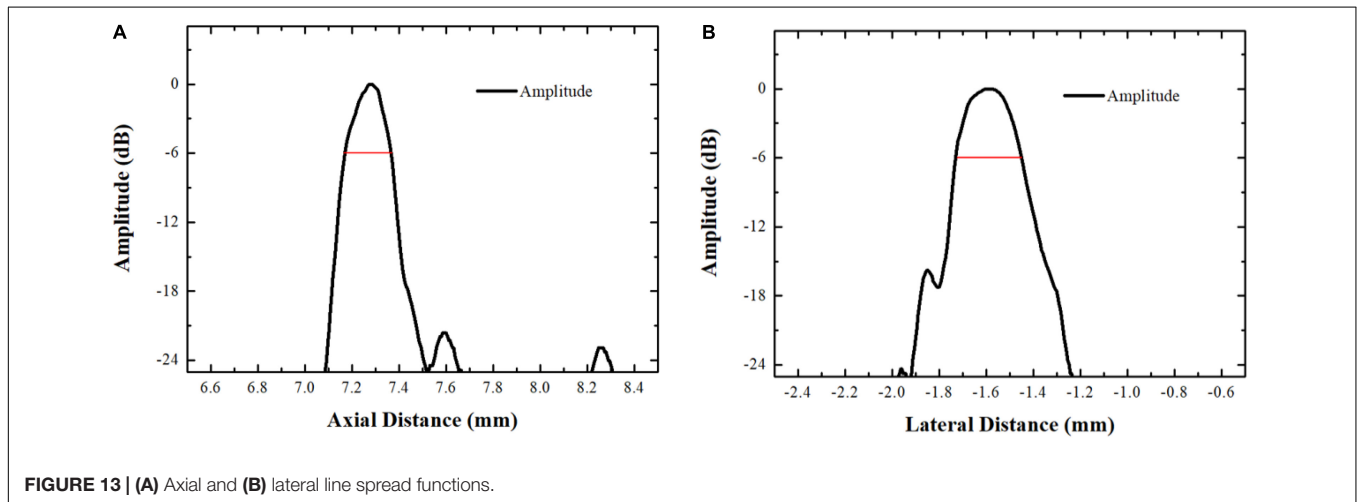 A
Amplitude (dB)
0
-6
-12
-18
-24
Amplitude
6.6 6.8 7.0 7.2 7.4 7.6 7.8 8.0 8.2 8.4
Axial Distance (mm)
B
Amplitude (dB)
0
-6
-12
-18
-24
Amplitude
-2.4 -2.2 -2.0 -1.8 -1.6 -1.4 -1.2 -1.0 -0.8 -0.6
Lateral Distance (mm)
FIGURE 13 | (A) Axial and (B) lateral line spread functions.